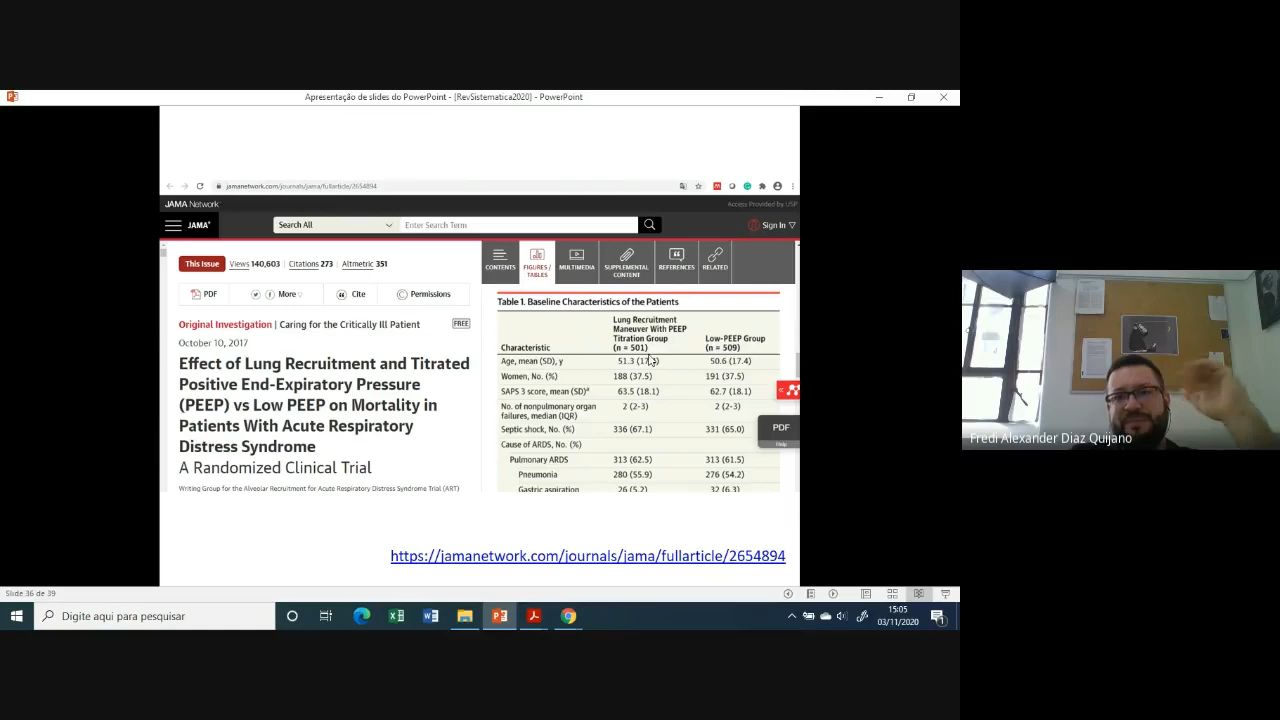 Apresentação de slides do PowerPoint - [RevSistematica2020] - PowerPoint
jamanetwork.com/journals/jama/fullarticle/2654894
JAMA Network
Access Provided by USP
JAMA
Search All
Enter Search Term
Sign In
This Issue Views 140,603 Citations 273 Altmetric 351
PDF
More
Cite
Permissions
Original Investigation | Caring for the Critically Ill Patient
FREE
October 10, 2017
Effect of Lung Recruitment and Titrated
Positive End-Expiratory Pressure
(PEEP) vs Low PEEP on Mortality in
Patients With Acute Respiratory
Distress Syndrome
A Randomized Clinical Trial
Writing Group for the Alveolar Recruitment for Acute Respiratory Distress Syndrome Trial (ART)
CONTENTS
FIGURES /
TABLES
MULTIMEDIA
SUPPLEMENTAL
CONTENT
REFERENCES
RELATED
Table 1. Baseline Characteristics of the Patients
Characteristic
Lung Recruitment
Maneuver With PEEP
Titration Group
(n = 501)
Low-PEEP Group
(n = 509)
Age, mean (SD), y 51.3 50.6 (17.4)
Women, No. (%) 188 (37.5) 191 (37.5)
SAPS 3 score, mean (SD)a 63.5 (18.1) 62.7 (18.1)
No. of nonpulmonary organ
failures, median (IQR) 2 (2-3) 2 (2-3)
Septic shock, No. (%) 336 (67.1) 331 (65.0)
Cause of ARDS, No. (%)
Pulmonary ARDS 313 (62.5) 313 (61.5)
Pneumonia 280 (55.9) 276 (54.2)
Gastric aspiration 26 (5.2) 32 (6.3)
PDF
Help
https://jamanetwork.com/journals/jama/fullarticle/2654894
Slide 36 de 39
Digite aqui para pesquisar
15:05
03/11/2020
1
Fredi Alexander Diaz Quijano